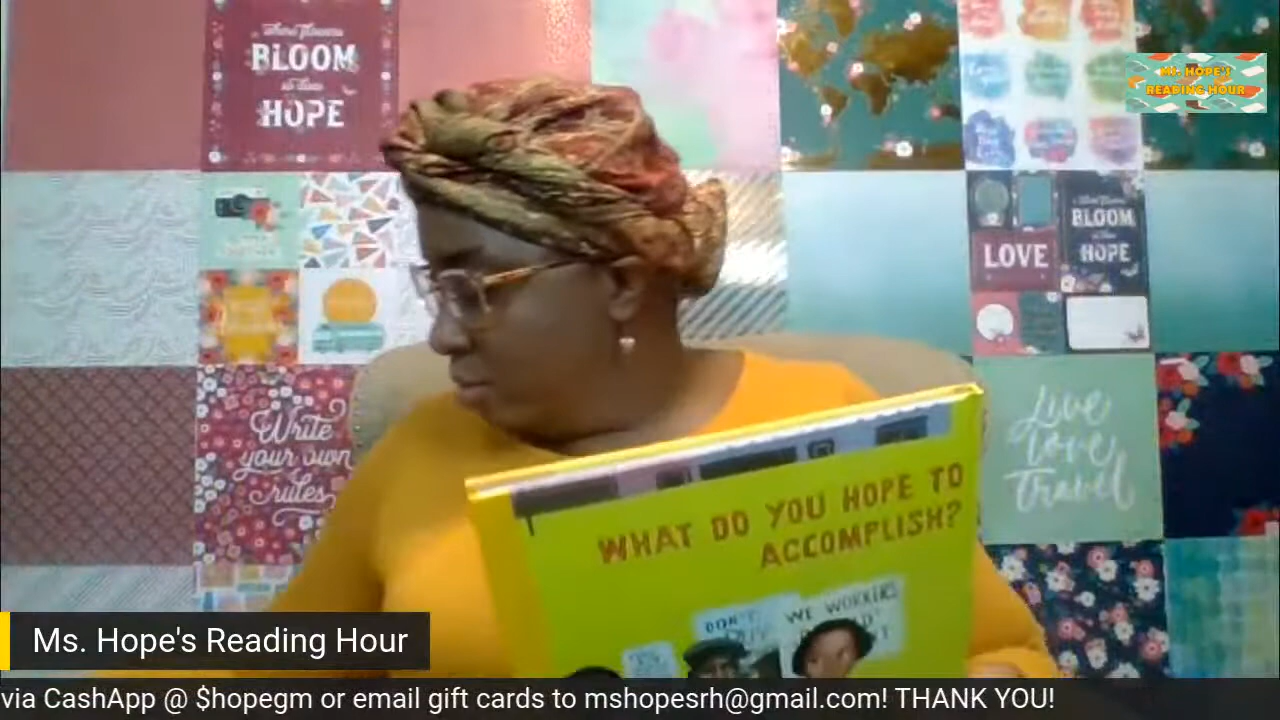 BLOOM
HOPE
MS. HOPE'S
READING HOUR
BLOOM
HOPE
LOVE
Write
your own
rules
Live
love
travel
WHAT DO YOU HOPE TO
ACCOMPLISH?
DON'T
WE WORKERS
Ms. Hope's Reading Hour
via CashApp @ $hopegm or email gift cards to mshopesrh@gmail.com! THANK YOU!